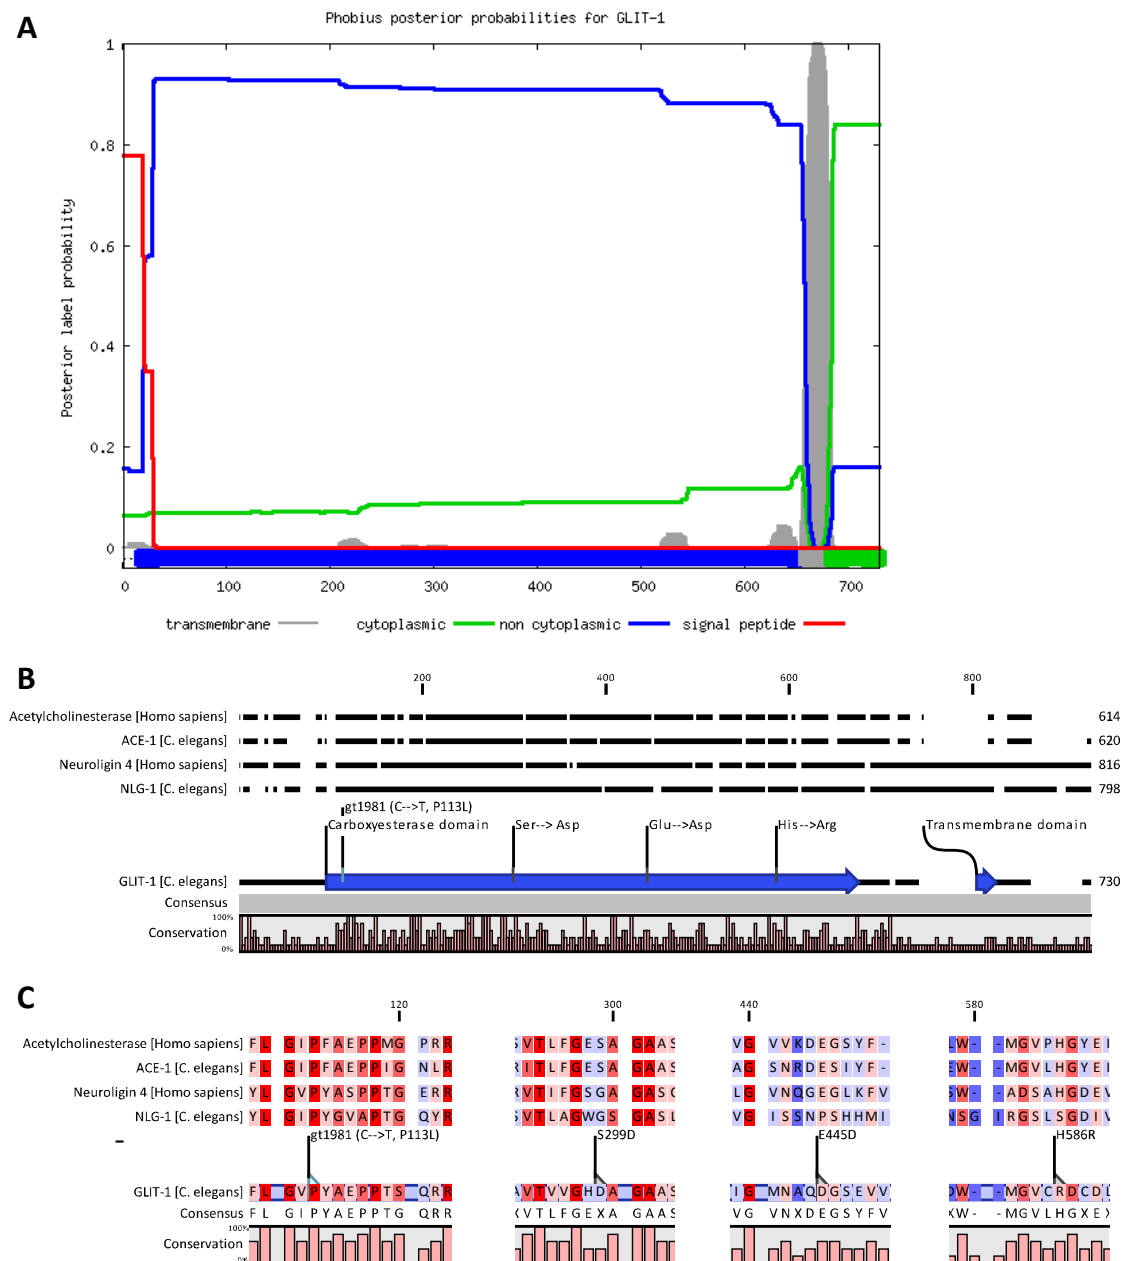 A
Phobius posterior probabilities for GLIT-1
Posterior label probability
1
0.8
0.6
0.4
0.2
0
0 100 200 300 400 500 600 700
transmembrane cytoplasmic non cytoplasmic signal peptide
B
200 400 600 800
Acetylcholinesterase [Homo sapiens] 614
ACE-1 [C. elegans] 620
Neuroligin 4 [Homo sapiens] 816
NLG-1 [C. elegans] 798
gt1981 (C-->T, P113L)
Carboxyesterase domain Ser--> Asp Glu-->Asp His-->Arg Transmembrane domain
GLIT-1 [C. elegans] 730
Consensus
100%
Conservation
0%
C
120 300 440 580
Acetylcholinesterase [Homo sapiens] F L G I P F A E P P M G P R R S V T L F G E S A G A A S V G V V K D E G S Y F - L W - - M G V P H G Y E I
ACE-1 [C. elegans] F L G I P F A E P P I G N L R R I T L F G E S A G A A S A G S N R D E S I Y F - E W - - M G V L H G Y E I
Neuroligin 4 [Homo sapiens] Y L G V P Y A S P P T G E R R R V T I F G S G A G A S C L G V N Q G E G L K F V S W - - A D S A H G D E V
NLG-1 [C. elegans] Y L G I P Y G V A P T G Q Y R S V T L A G W G S G A S L V G I S S N P S H H M I N S G I R G S L S G D I V
gt1981 (C-->T, P113L) S299D E445D H586R
GLIT-1 [C. elegans] F L G V P Y A E P P T S Q R R A V T V V G H D A G A A S I G M N A Q D G S E V V D W - - M G V C R D C D L
Consensus F L G I P Y A E P P T G Q R R X V T L F G E X A G A A S V G V N X D E G S Y F V X W - - M G V L H G X E X
100%
Conservation
0%